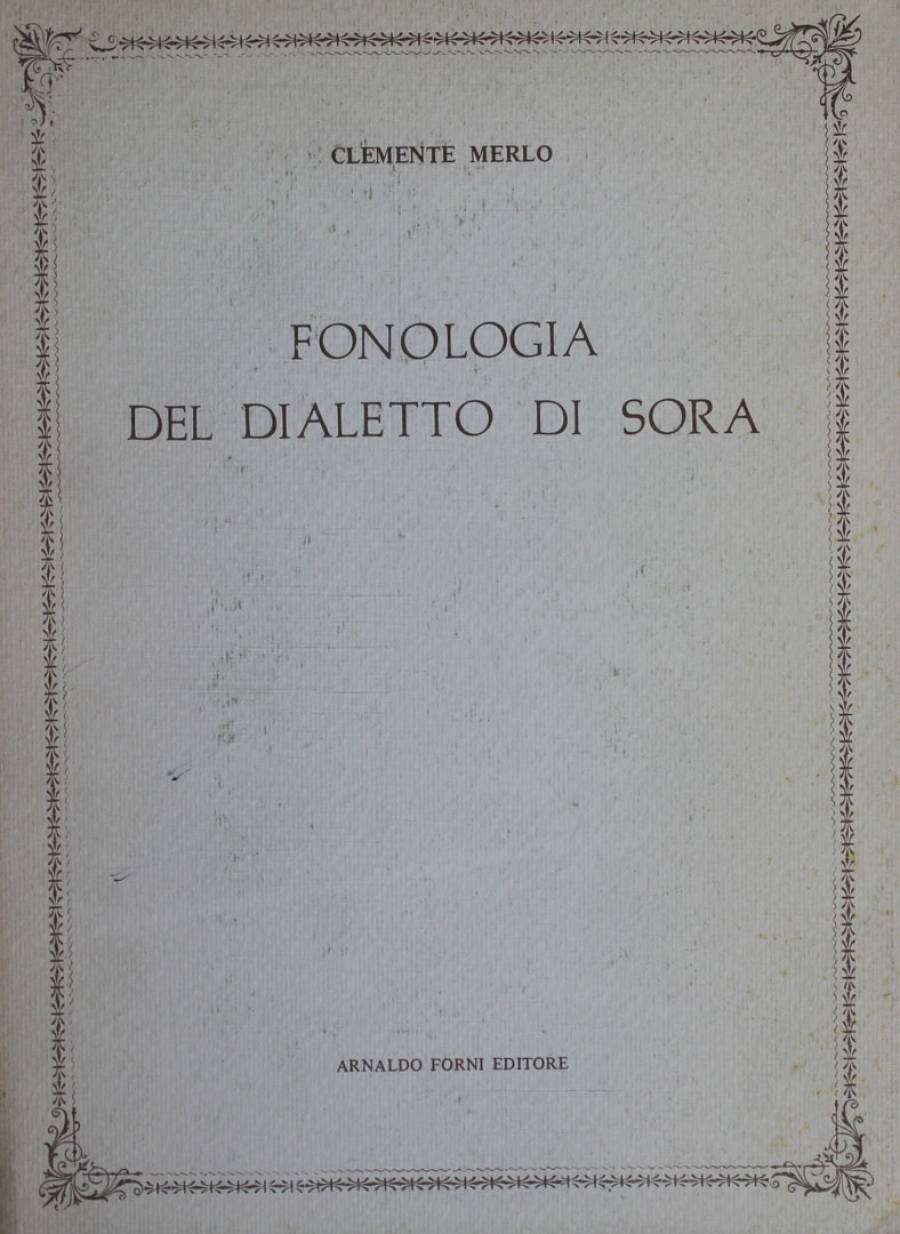 CLEMENTE MERLO
FONOLOGIA
DEL DIALETTO DI SORA
ARNALDO FORNI EDITORE